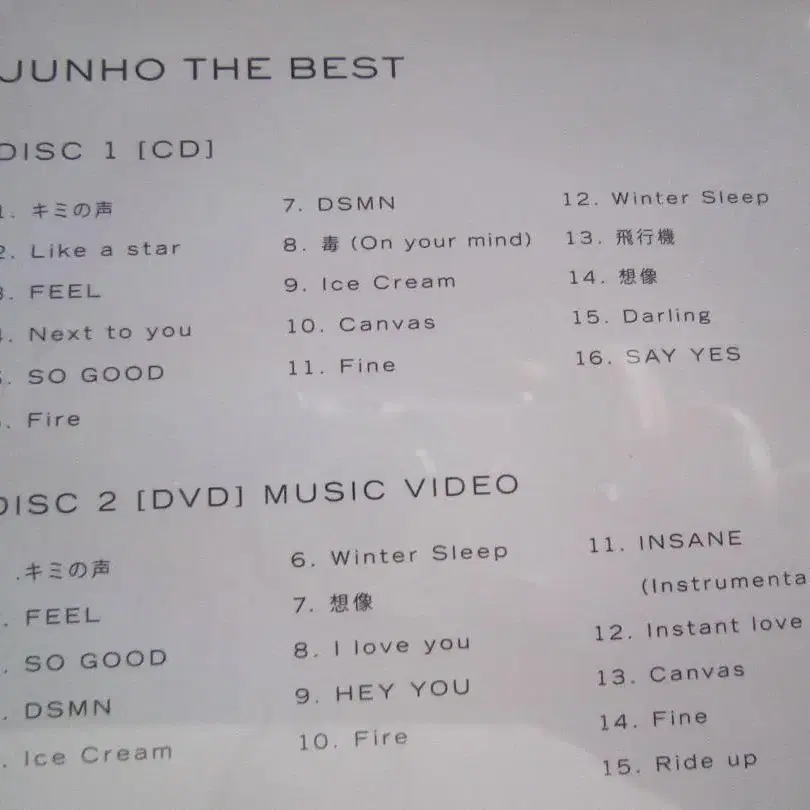 JUNHO THE BEST
DISC 1 [CD]
1. キミの声
2. Like a star
3. FEEL
4. Next to you
5. SO GOOD
6. Fire
7. DSMN
8. 毒 (On your mind)
9. Ice Cream
10. Canvas
11. Fine
12. Winter Sleep
13. 飛行機
14. 想像
15. Darling
16. SAY YES
DISC 2 [DVD] MUSIC VIDEO
.キミの声
. FEEL
. SO GOOD
. DSMN
. Ice Cream
6. Winter Sleep
7. 想像
8. I love you
9. HEY YOU
10. Fire
11. INSANE
(Instrumenta
12. Instant love
13. Canvas
14. Fine
15. Ride up